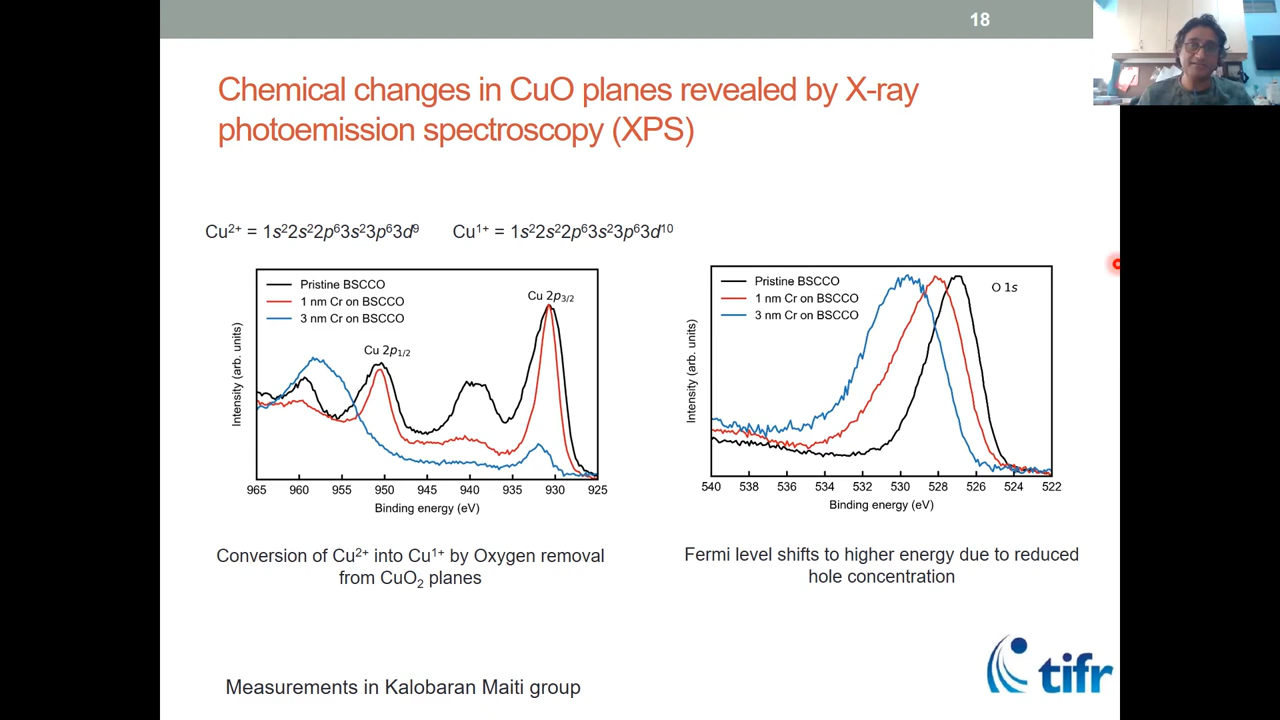 18
Chemical changes in CuO planes revealed by X-ray
photoemission spectroscopy (XPS)
Cu²⁺ = 1s²2s²2p⁶3s²3p⁶3d⁹
Cu¹⁺ = 1s²2s²2p⁶3s²3p⁶3d¹⁰
Pristine BSCCO
1 nm Cr on BSCCO
3 nm Cr on BSCCO
Cu 2p₃/₂
Cu 2p₁/₂
Intensity (arb. units)
965 960 955 950 945 940 935 930 925
Binding energy (eV)
Pristine BSCCO
1 nm Cr on BSCCO
3 nm Cr on BSCCO
O 1s
Intensity (arb. units)
540 538 536 534 532 530 528 526 524 522
Binding energy (eV)
Conversion of Cu²⁺ into Cu¹⁺ by Oxygen removal
from CuO₂ planes
Fermi level shifts to higher energy due to reduced
hole concentration
Measurements in Kalobaran Maiti group
tifr